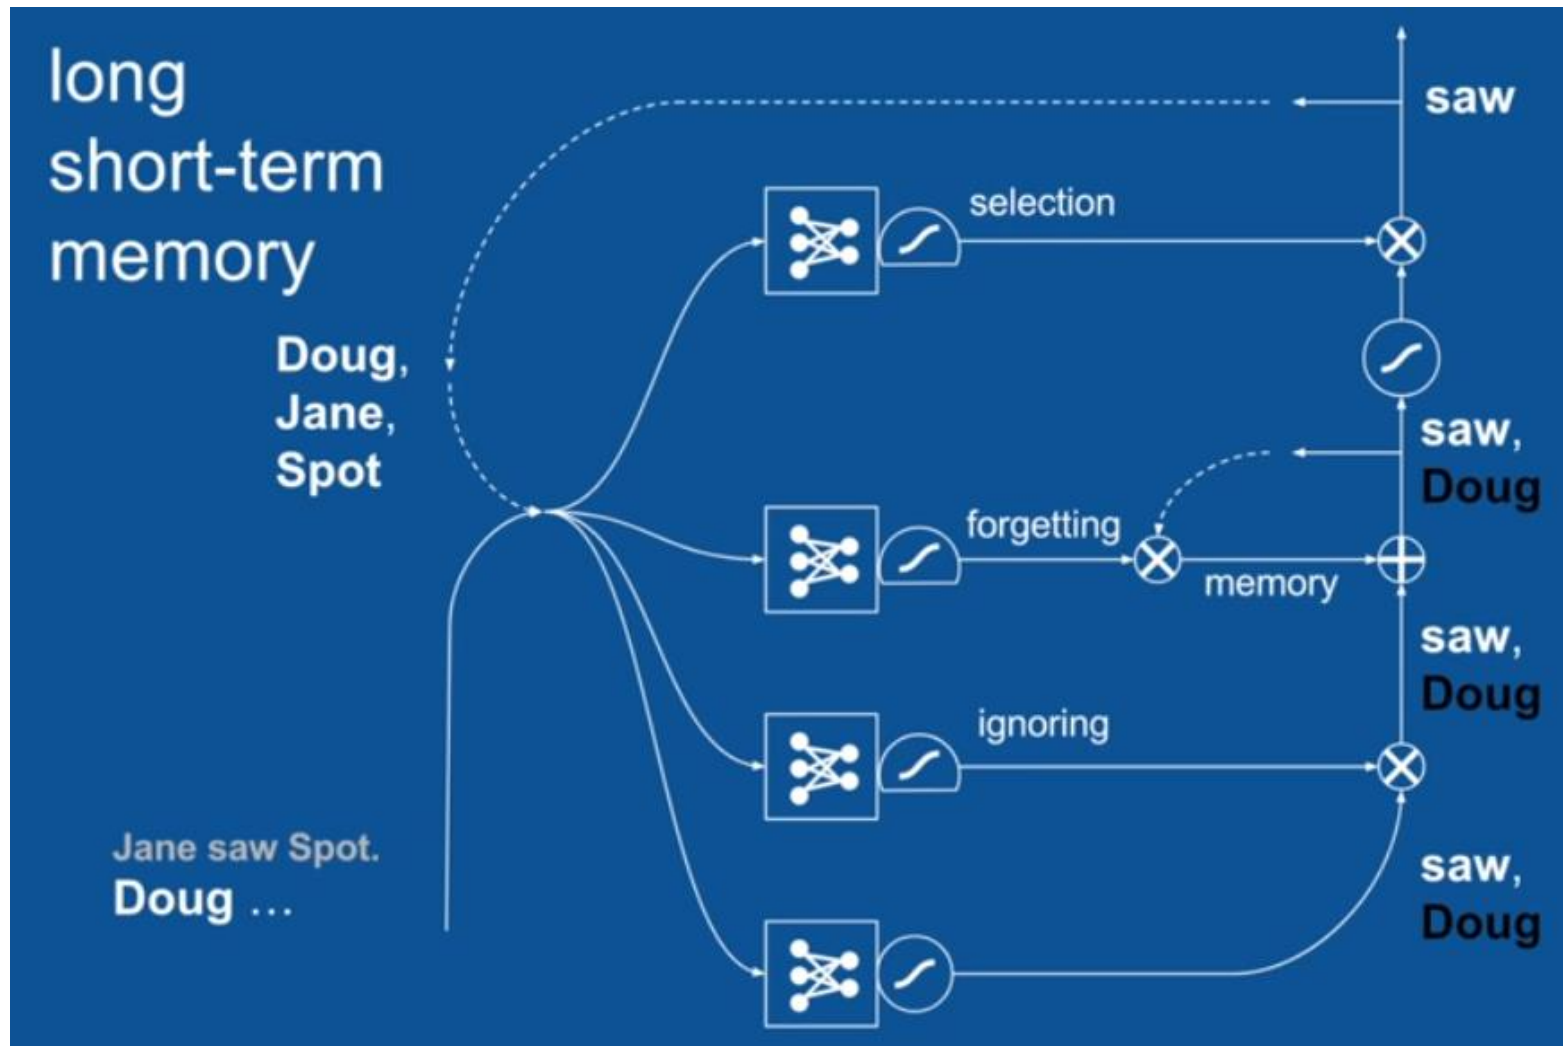 long
short-term
memory
saw
selection
Doug,
Jane,
Spot
saw,
Doug
forgetting
memory
saw,
Doug
ignoring
Jane saw Spot.
Doug …
saw,
Doug